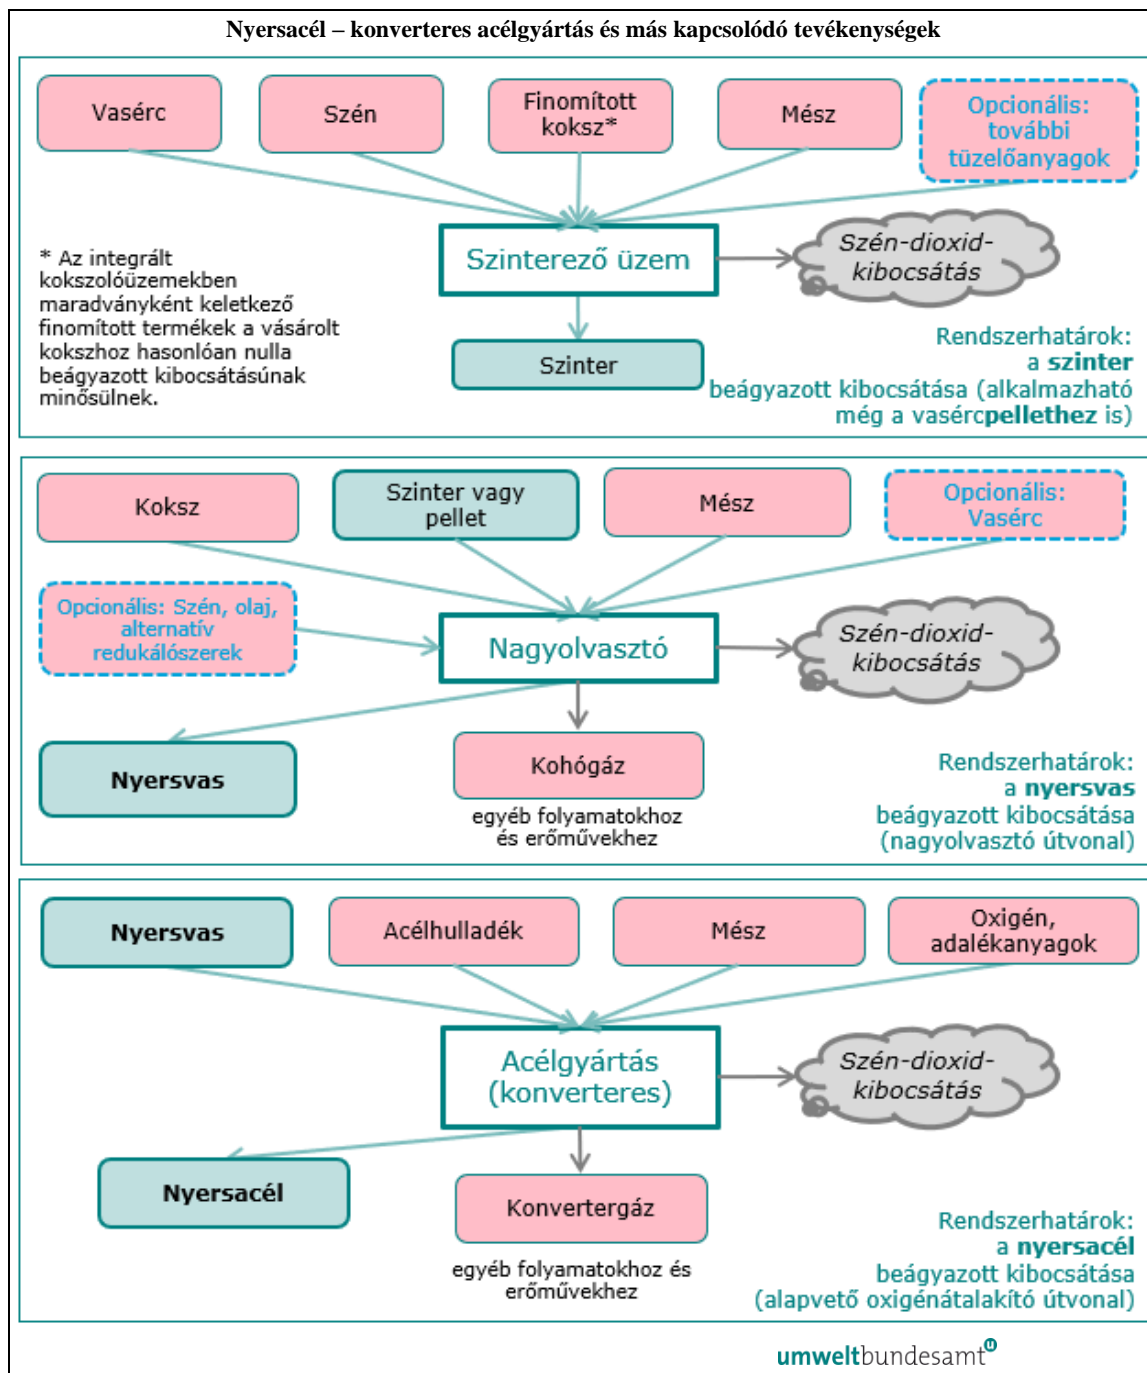 Nyersacél – konverteres acélgyártás és más kapcsolódó tevékenységek
Vasérc
Szén
Finomított
koksz*
Mész
Opcionális:
további
tüzelőanyagok
Szinterező üzem
Szén-dioxid-
kibocsátás
* Az integrált
kokszolóüzemekben
maradványként keletkező
finomított termékek a vásárolt
kokszhoz hasonlóan nulla
beágyazott kibocsátásúnak
minősülnek.
Szinter
Rendszerhatárok:
a szinter
beágyazott kibocsátása (alkalmazható
még a vasércpellethez is)
Koksz
Szinter vagy
pellet
Mész
Opcionális:
Vasérc
Opcionális: Szén, olaj,
alternatív
redukálószerek
Nagyolvasztó
Szén-dioxid-
kibocsátás
Nyersvas
Kohógáz
egyéb folyamatokhoz
és erőművekhez
Rendszerhatárok:
a nyersvas
beágyazott kibocsátása
(nagyolvasztó útvonal)
Nyersvas
Acélhulladék
Mész
Oxigén,
adalékanyagok
Acélgyártás
(konverteres)
Szén-dioxid-
kibocsátás
Nyersacél
Konvertergáz
egyéb folyamatokhoz és
erőművekhez
Rendszerhatárok:
a nyersacél
beágyazott kibocsátása
(alapvető oxigénátalakító útvonal)
umweltbundesamt u